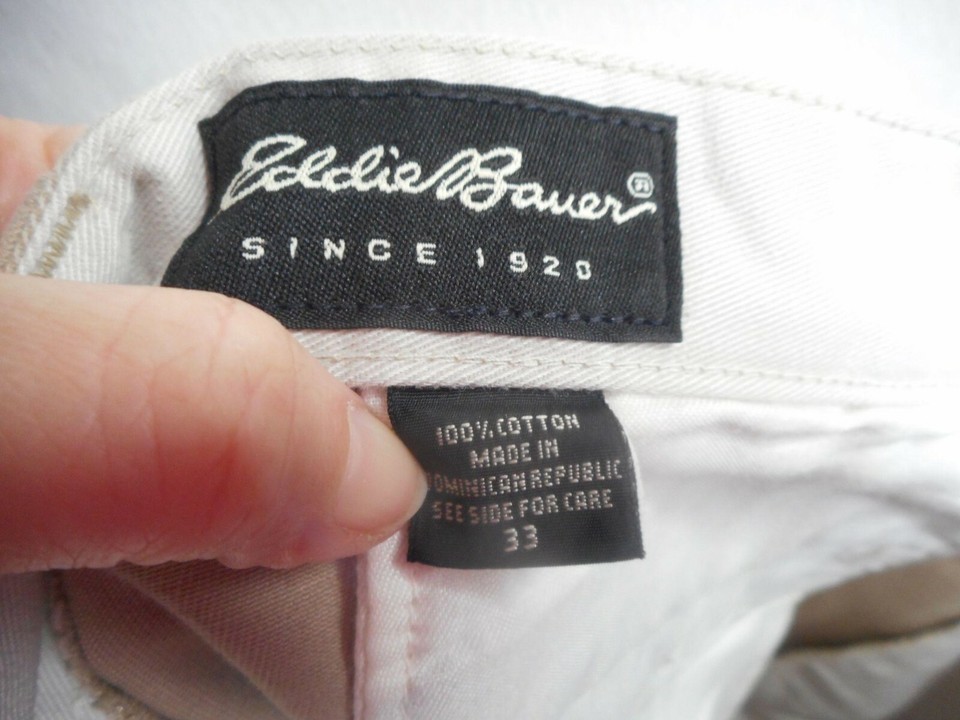 Eddie Bauer®
SINCE 1920
100% COTTON
MADE IN
DOMINICAN REPUBLIC
SEE SIDE FOR CARE
33